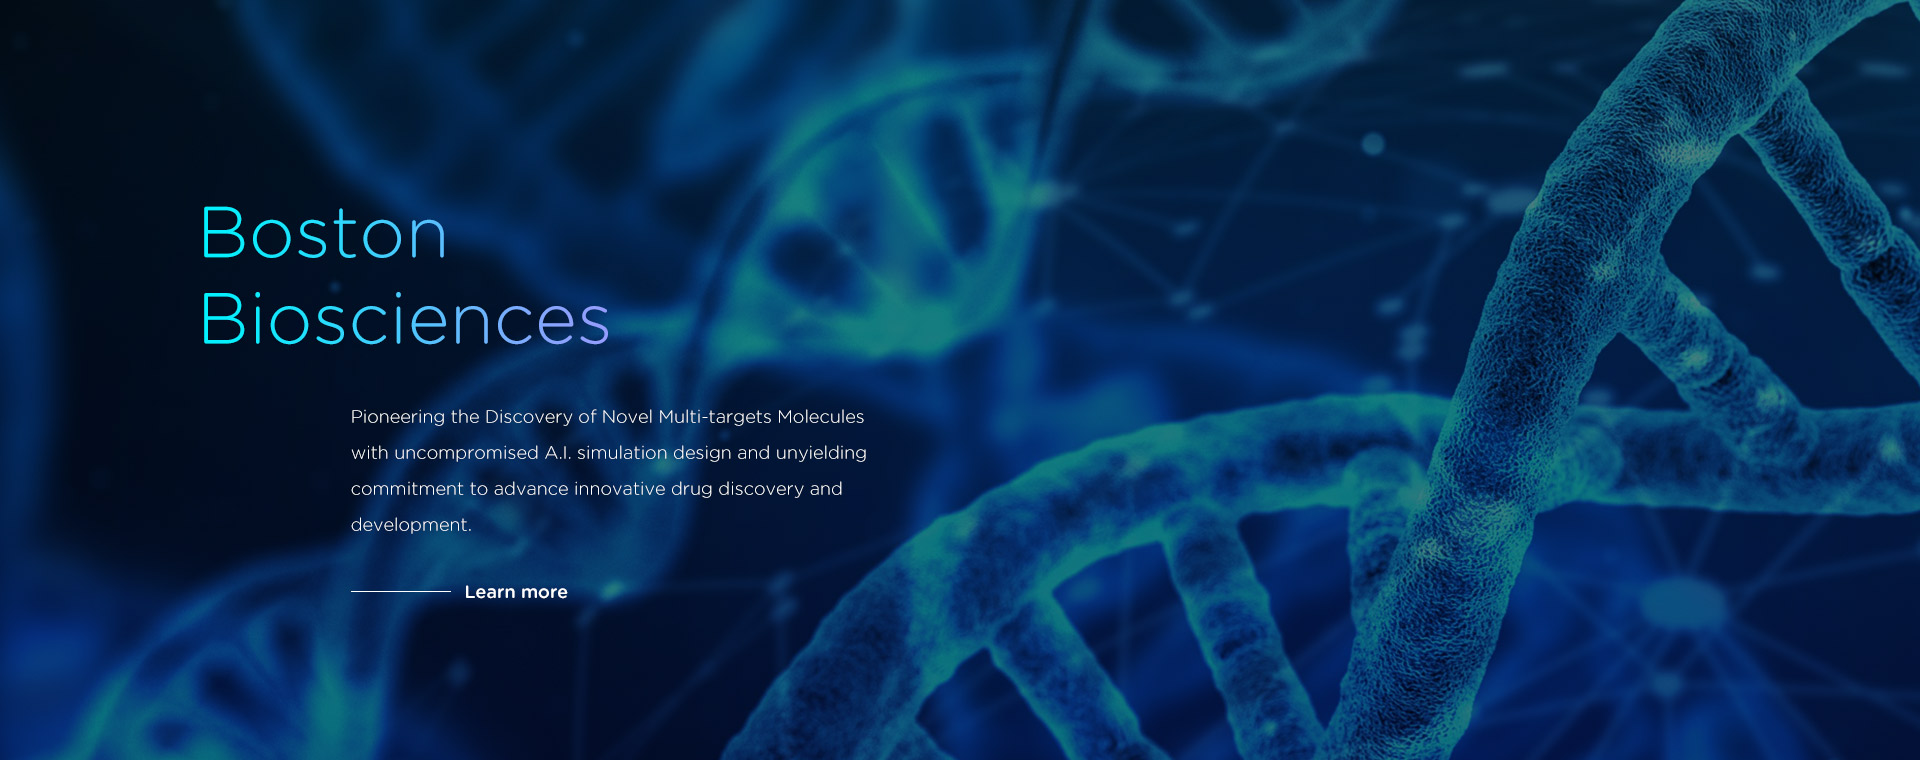 Boston
Biosciences
Pioneering the Discovery of Novel Multi-targets Molecules
with uncompromised A.I. simulation design and unyielding
commitment to advance innovative drug discovery and
development.
Learn more